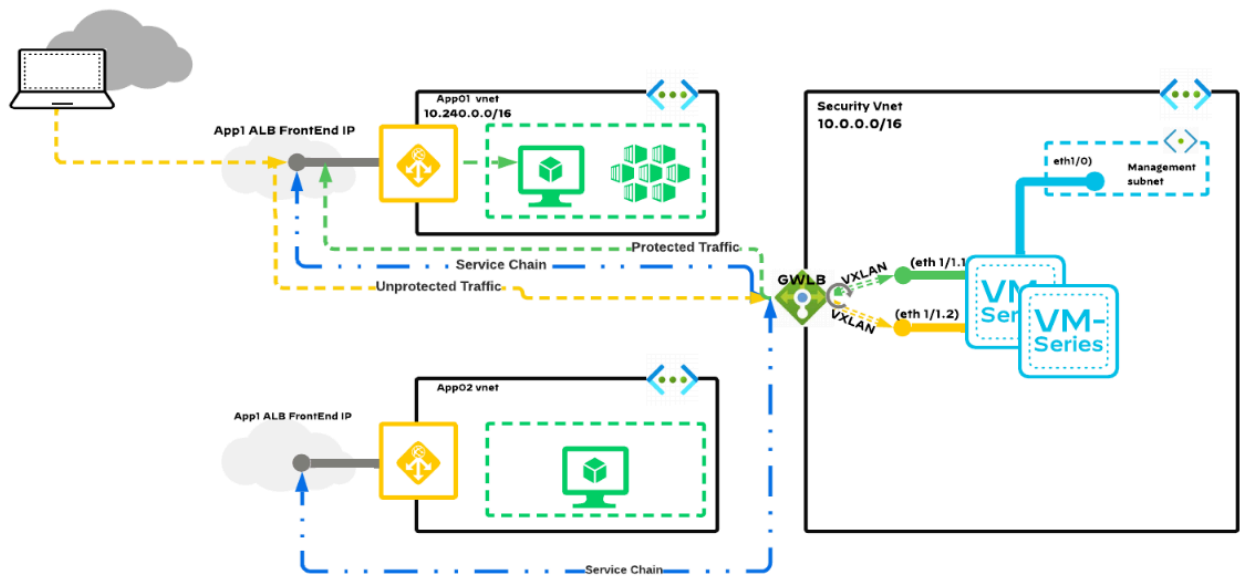 App01 vnet
10.240.0.0/16
App1 ALB FrontEnd IP
Security Vnet
10.0.0.0/16
eth1/0)
Management
subnet
Protected Traffic
Service Chain
Unprotected Traffic
GWLB
VXLAN
VXLAN
(eth 1/1.1
(eth 1/1.2)
VM
Seri
VM-
Series
App02 vnet
App1 ALB FrontEnd IP
Service Chain